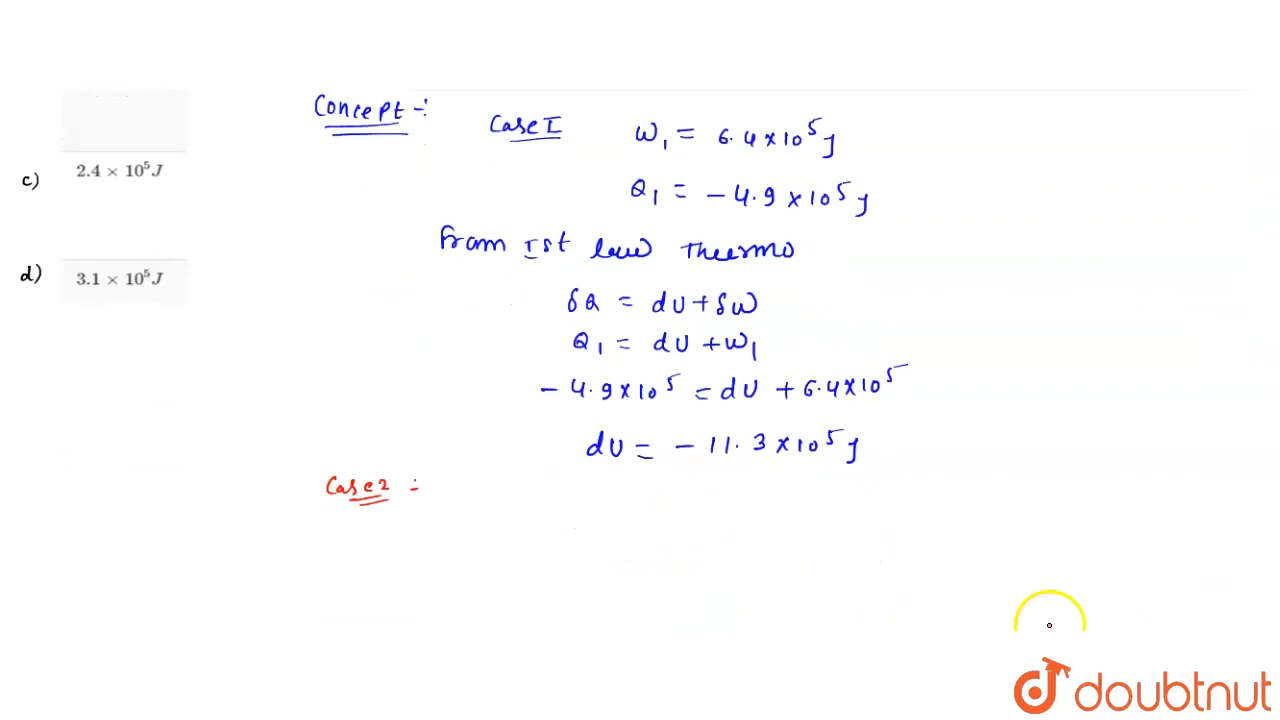 Concept :-
Case I
W₁ = 6.4 × 10⁵ J
Q₁ = - 4.9 × 10⁵ J
c) 2.4 × 10⁵ J
From Ist law Thermo
d) 3.1 × 10⁵ J
δQ = dU + δW
Q₁ = dU + W₁
- 4.9 × 10⁵ = dU + 6.4 × 10⁵
dU = - 11.3 × 10⁵ J
Case 2 =
doubtnut